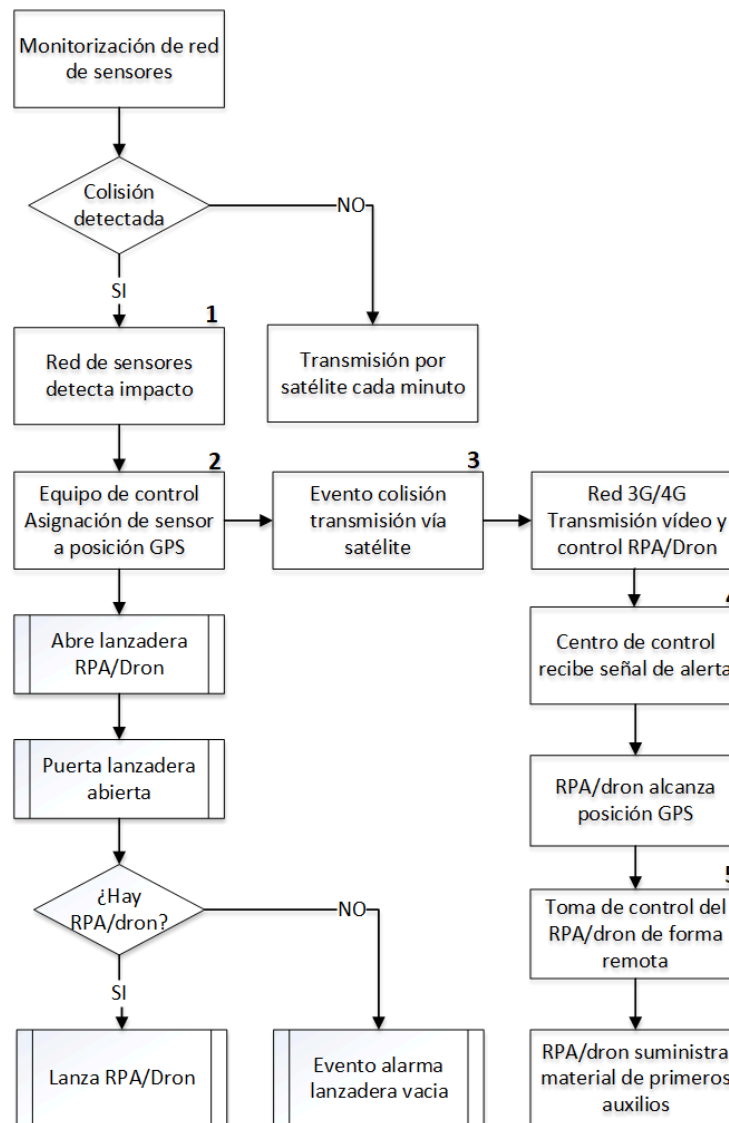 Monitorización de red
de sensores
Colisión
detectada
NO
SI
1
Red de sensores
detecta impacto
Transmisión por
satélite cada minuto
2
Equipo de control
Asignación de sensor
a posición GPS
3
Evento colisión
transmisión vía
satélite
Red 3G/4G
Transmisión vídeo y
control RPA/Dron
Abre lanzadera
RPA/Dron
4
Centro de control
recibe señal de alerta
Puerta lanzadera
abierta
RPA/dron alcanza
posición GPS
¿Hay
RPA/dron?
NO
SI
5
Toma de control del
RPA/dron de forma
remota
Lanza RPA/Dron
Evento alarma
lanzadera vacia
RPA/dron suministra
material de primeros
auxilios